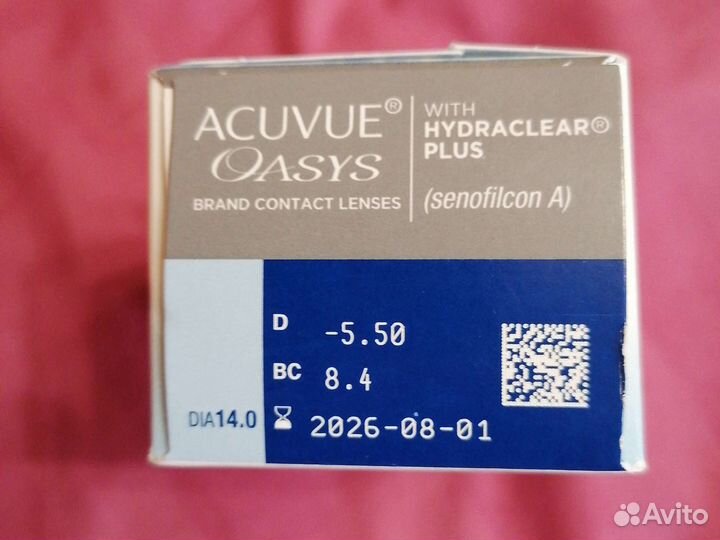 ACUVUE®
OASYS
BRAND CONTACT LENSES
WITH
HYDRACLEAR®
PLUS
(senofilcon A)
D -5.50
BC 8.4
DIA14.0
2026-08-01
Avito